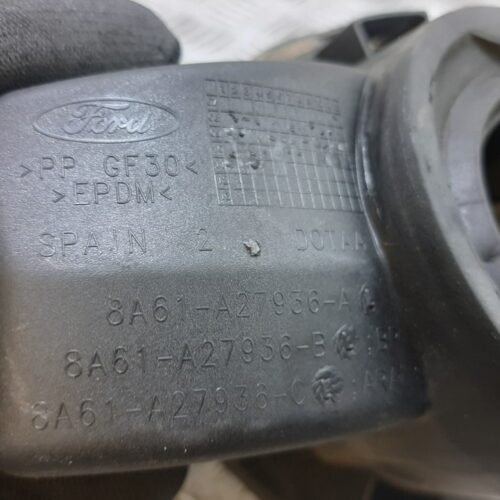 Ford
>PP GF30<
>EPDM<
SPAIN 2
8A61-A27936-A
8A61-A27936-B
8A61-A27936-C